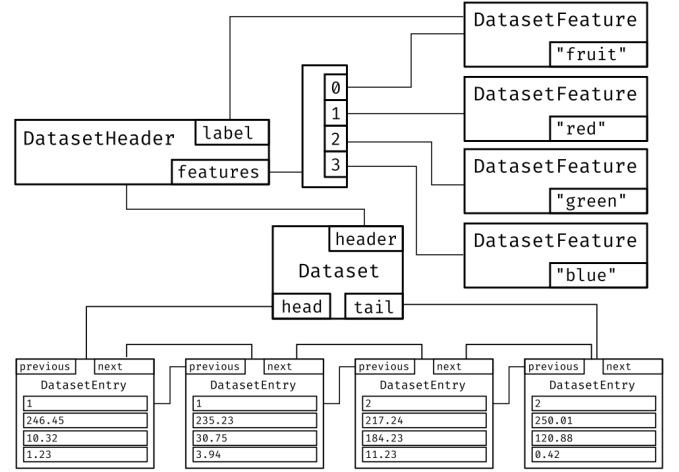 DatasetFeature
"fruit"
0
1
2
3
DatasetFeature
"red"
DatasetHeader
label
features
DatasetFeature
"green"
DatasetFeature
"blue"
header
Dataset
head
tail
previous
next
DatasetEntry
1
246.45
10.32
1.23
previous
next
DatasetEntry
1
235.23
30.75
3.94
previous
next
DatasetEntry
2
217.24
184.23
11.23
previous
next
DatasetEntry
2
250.01
120.88
0.42